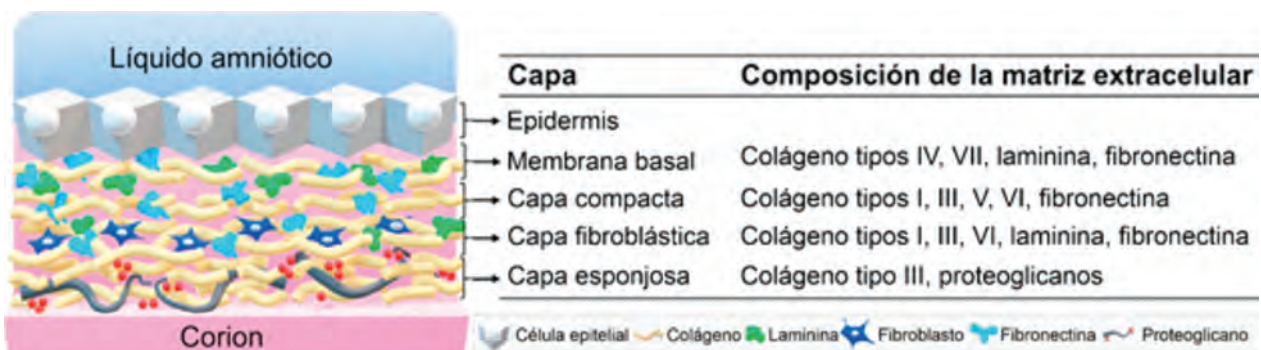 Líquido amniótico
Corion
Capa Composición de la matriz extracelular
Epidermis
Membrana basal Colágeno tipos IV, VII, laminina, fibronectina
Capa compacta Colágeno tipos I, III, V, VI, fibronectina
Capa fibroblástica Colágeno tipos I, III, VI, laminina, fibronectina
Capa esponjosa Colágeno tipo III, proteoglicanos
Célula epitelial Colágeno Laminina Fibroblasto Fibronectina Proteoglicano